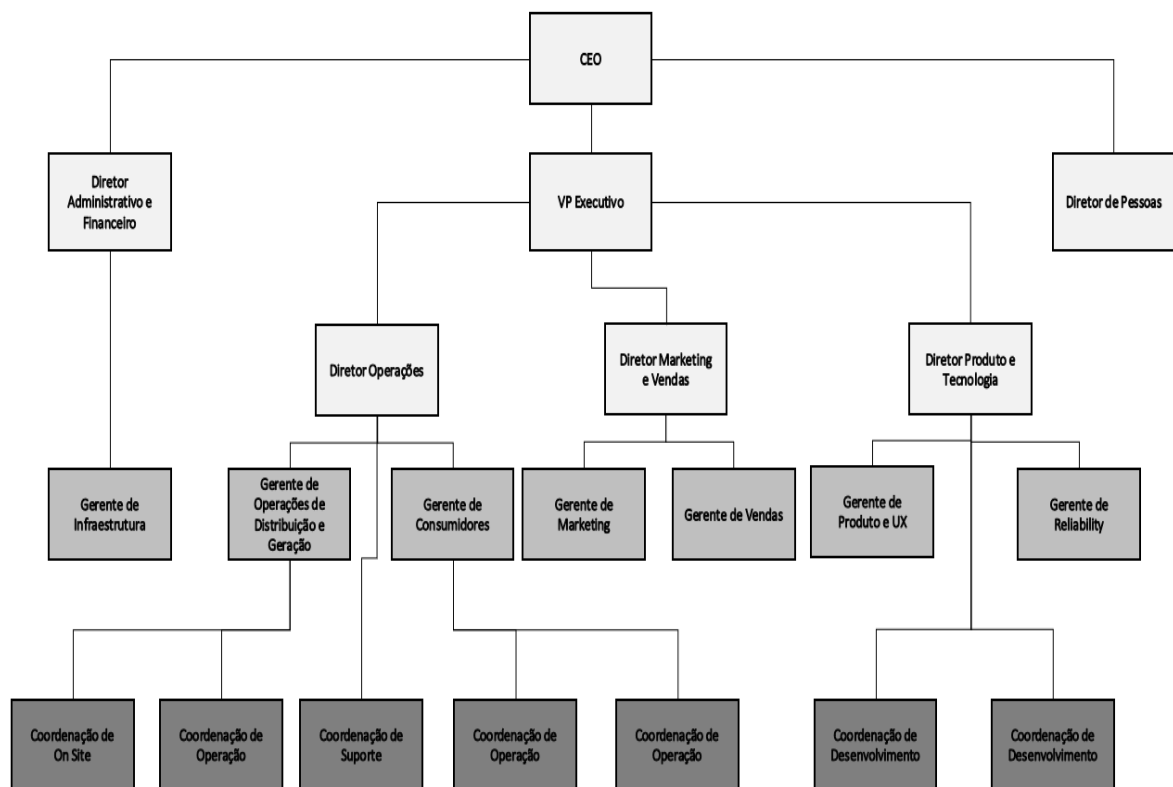 CEO
Diretor
Administrativo e
Financeiro
VP Executivo
Diretor de Pessoas
Diretor Operações
Diretor Marketing
e Vendas
Diretor Produto e
Tecnologia
Gerente de
Infraestrutura
Gerente de
Operações de
Distribuição e
Geração
Gerente de
Consumidores
Gerente de
Marketing
Gerente de Vendas
Gerente de
Produto e UX
Gerente de
Reliability
Coordenação de
On Site
Coordenação de
Operação
Coordenação de
Suporte
Coordenação de
Operação
Coordenação de
Operação
Coordenação de
Desenvolvimento
Coordenação de
Desenvolvimento